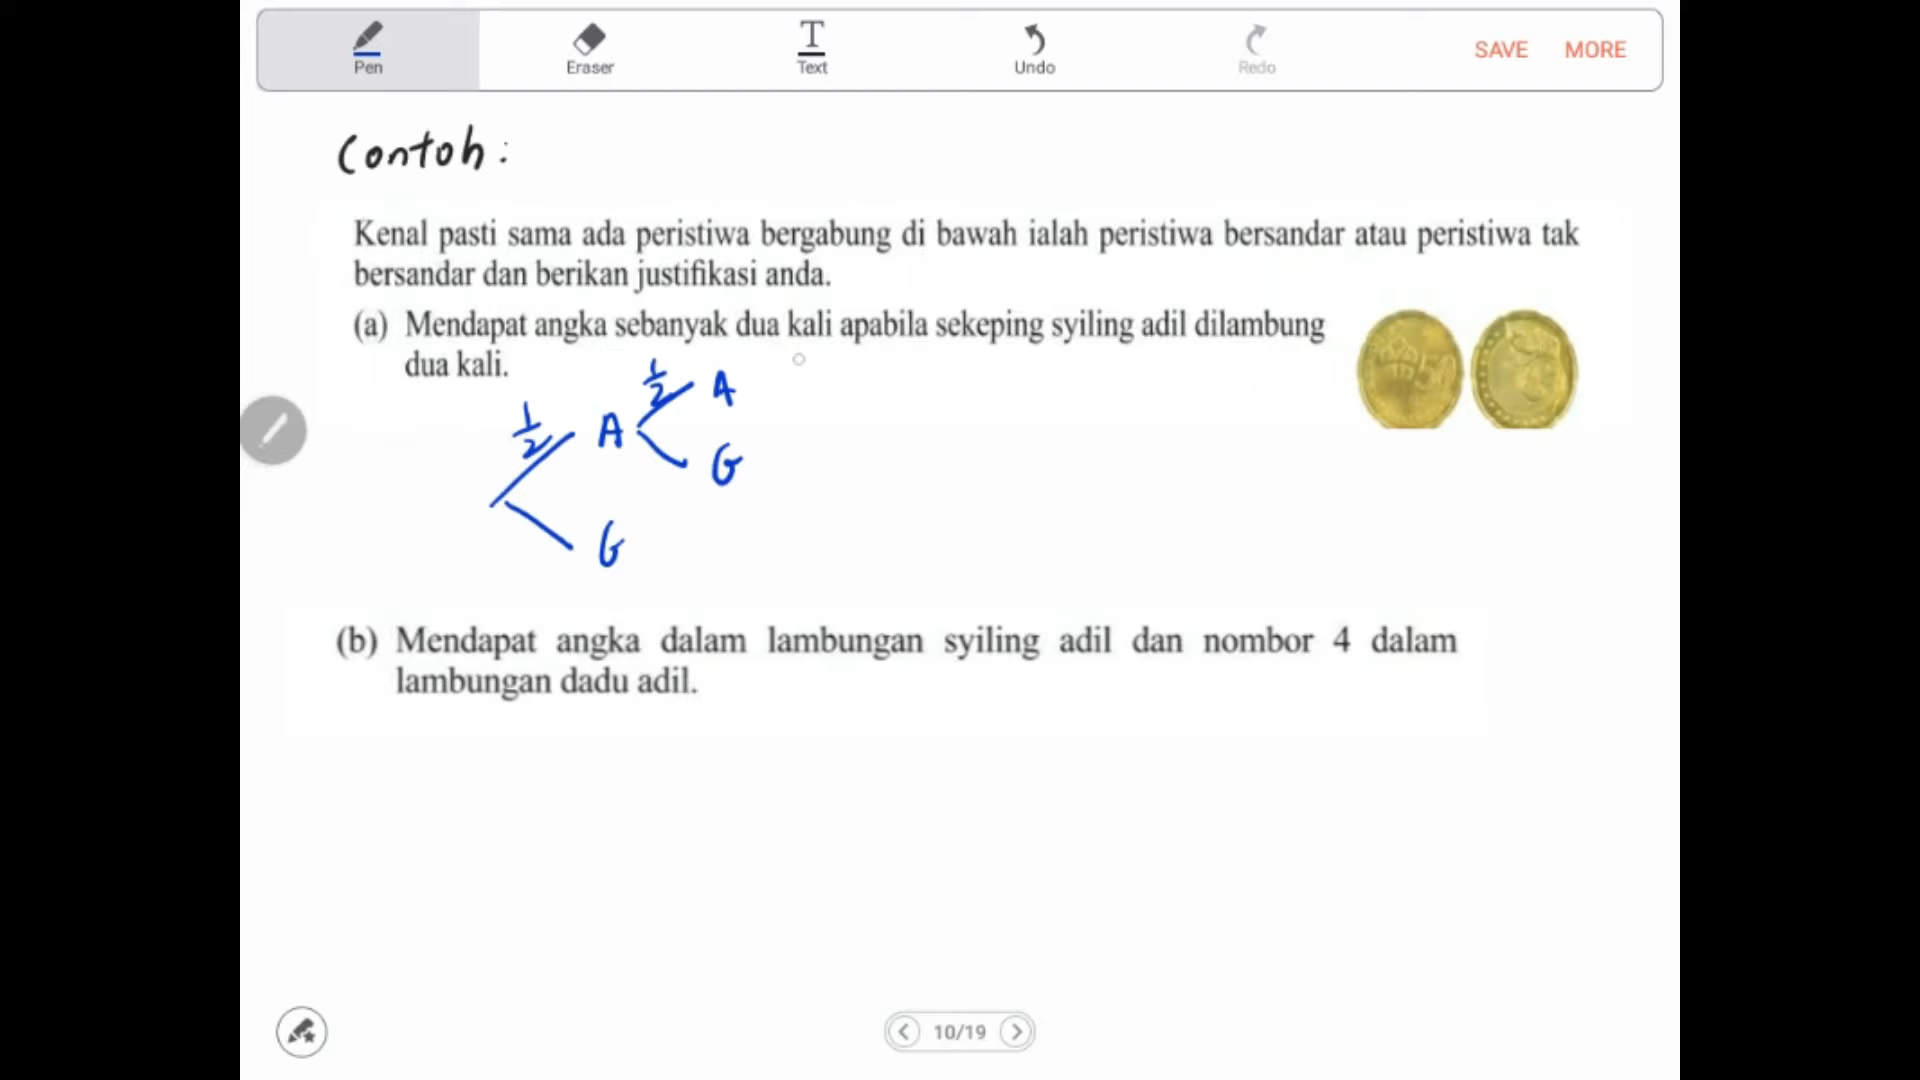 Pen Eraser Text Undo Redo SAVE MORE
Contoh:
Kenal pasti sama ada peristiwa bergabung di bawah ialah peristiwa bersandar atau peristiwa tak
bersandar dan berikan justifikasi anda.
(a) Mendapat angka sebanyak dua kali apabila sekeping syiling adil dilambung
dua kali.
1/2 A
1/2 A
G
G
50
(b) Mendapat angka dalam lambungan syiling adil dan nombor 4 dalam
lambungan dadu adil.
10/19